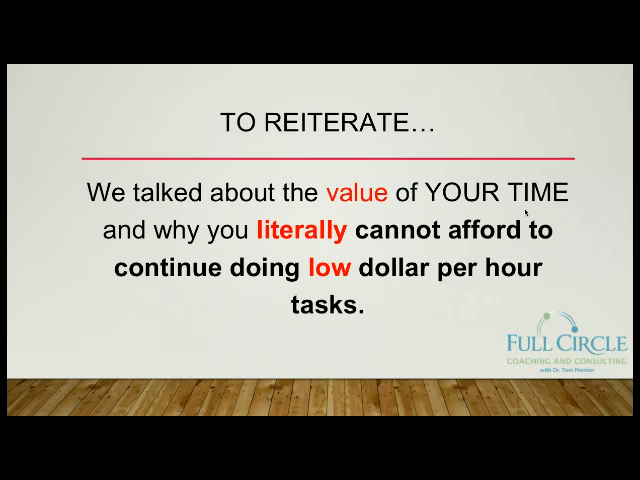 TO REITERATE...
We talked about the value of YOUR TIME
and why you literally cannot afford to
continue doing low dollar per hour
tasks.
FULL CIRCLE
COACHING AND CONSULTING
with Dr. Tom Preston